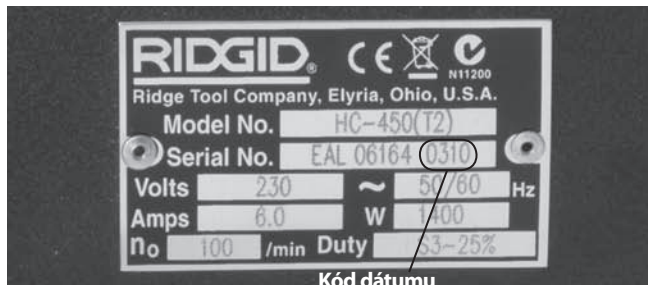 RIDGID®
CE
N11200
Ridge Tool Company, Elyria, Ohio, U.S.A.
Model No. HC-450(T2)
Serial No. EAL 06164 0310
Volts 230 ~ 50/60 Hz
Amps 6.0 W 1400
no 100 /min Duty S3-25%
Kód dátumu